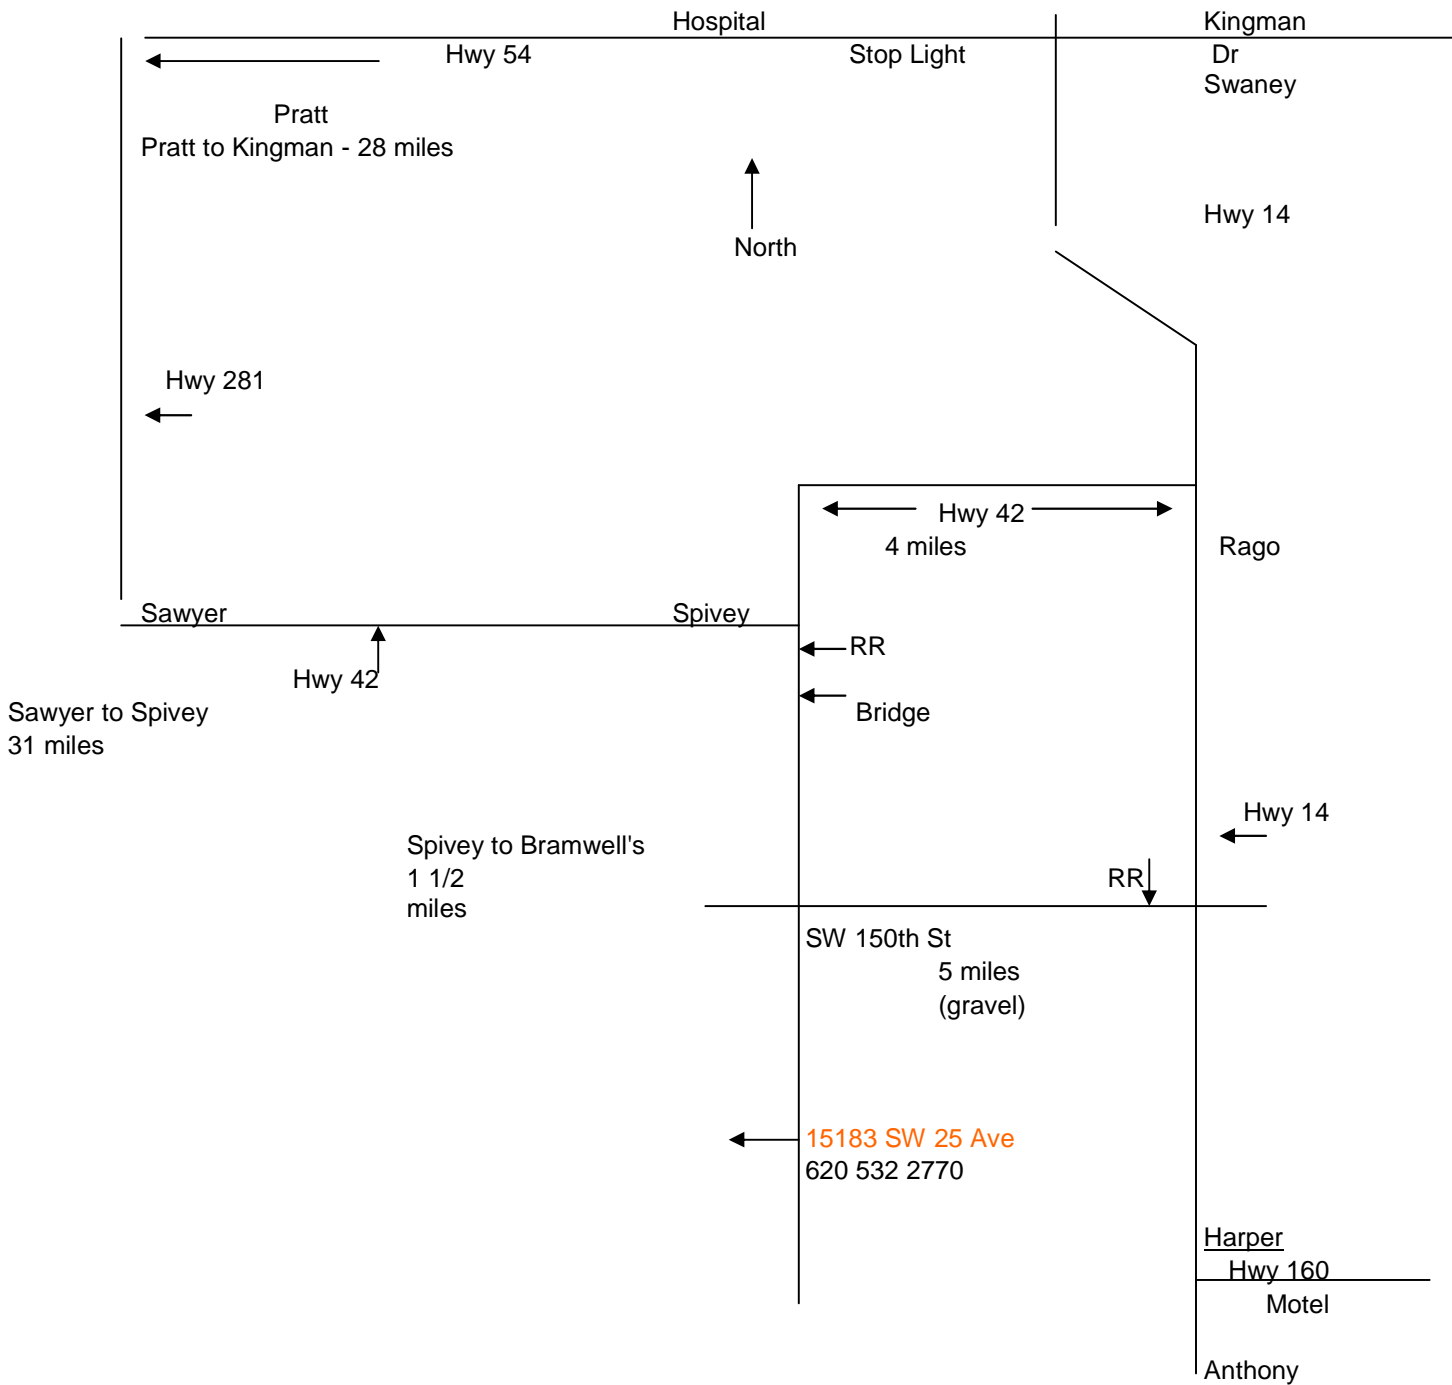 Hospital
Kingman
Hwy 54
Stop Light
Dr
Swaney
Pratt
Pratt to Kingman - 28 miles
Hwy 14
North
Hwy 281
Hwy 42
4 miles
Rago
Sawyer
Spivey
RR
Hwy 42
Bridge
Sawyer to Spivey
31 miles
Hwy 14
Spivey to Bramwell's
1 1/2
miles
RR
SW 150th St
5 miles
(gravel)
15183 SW 25 Ave
620 532 2770
Harper
Hwy 160
Motel
Anthony